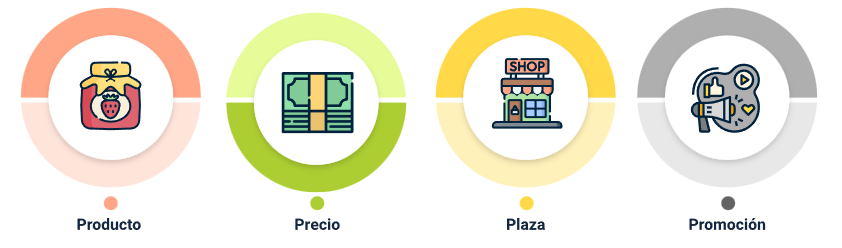 SHOP
Producto
Precio
Plaza
Promoción